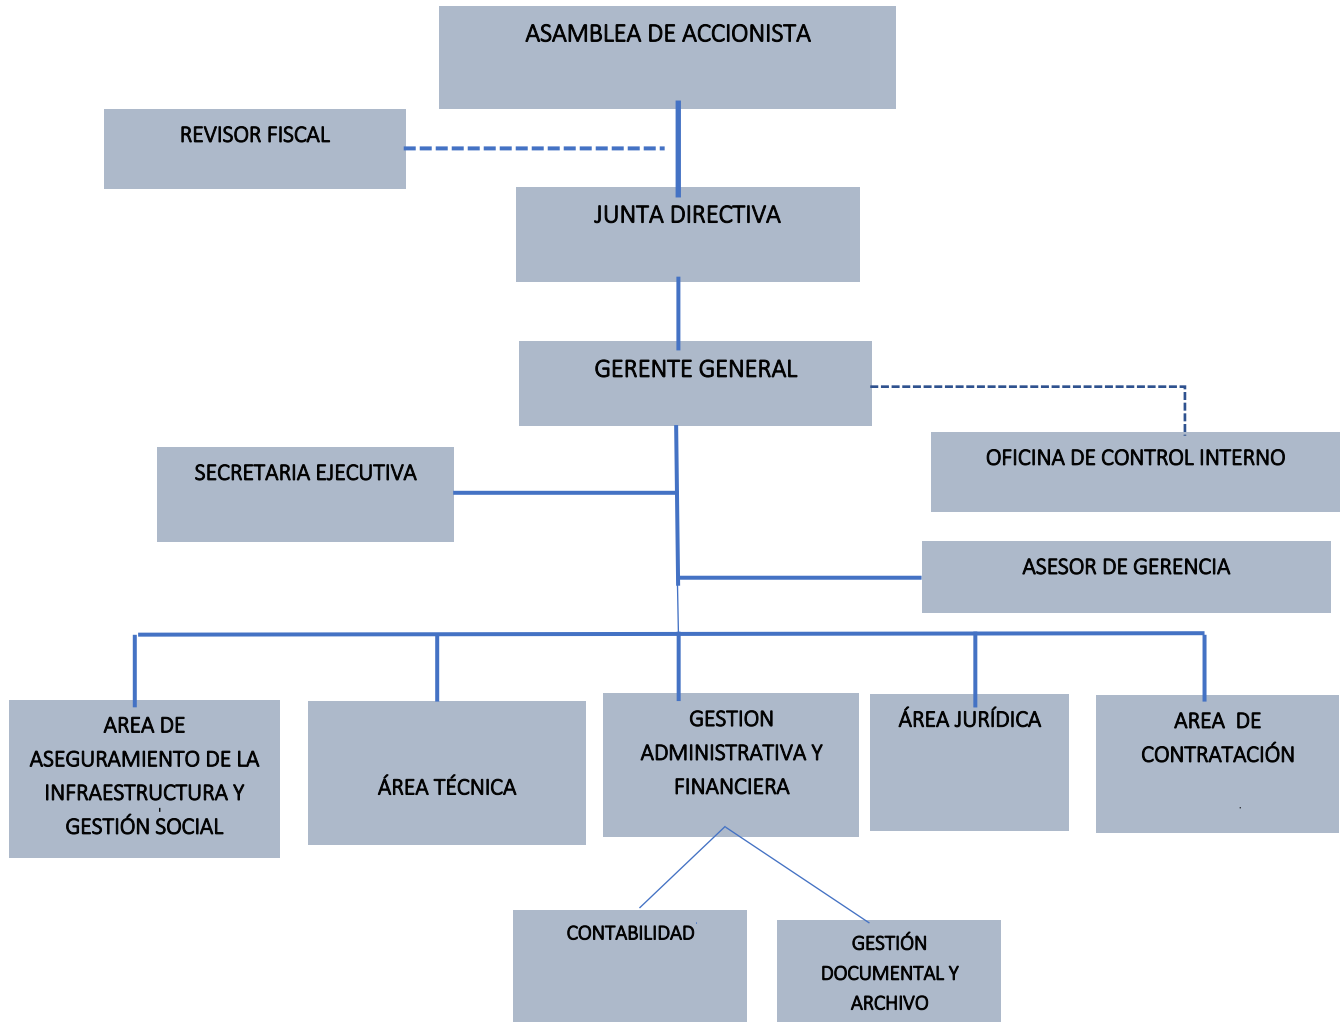 ASAMBLEA DE ACCIONISTA
REVISOR FISCAL
JUNTA DIRECTIVA
GERENTE GENERAL
SECRETARIA EJECUTIVA
OFICINA DE CONTROL INTERNO
ASESOR DE GERENCIA
AREA DE
ASEGURAMIENTO DE LA
INFRAESTRUCTURA Y
GESTIÓN SOCIAL
ÁREA TÉCNICA
GESTION
ADMINISTRATIVA Y
FINANCIERA
ÁREA JURÍDICA
AREA DE
CONTRATACIÓN
CONTABILIDAD
GESTIÓN
DOCUMENTAL Y
ARCHIVO